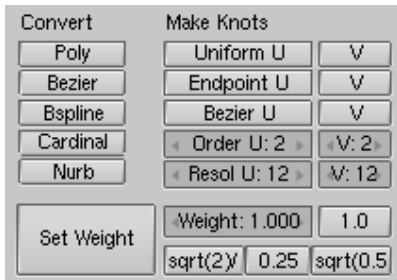 Convert Make Knots
Poly Uniform U V
Bezier Endpoint U V
Bspline Bezier U V
Cardinal Order U: 2 V: 2
Nurb Resol U: 12 V: 12
Set Weight Weight: 1.000 1.0
sqrt(2)/ 0.25 sqrt(0.5